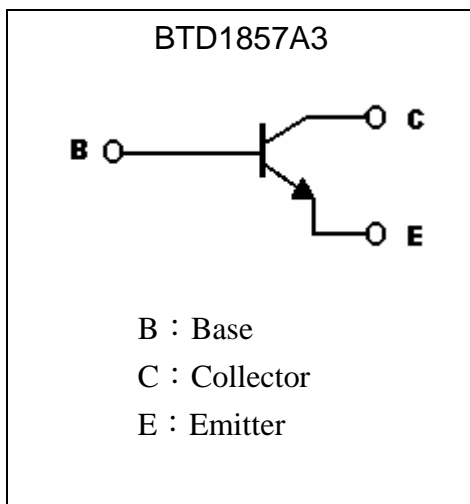 BTD1857A3
B
C
E
B：Base
C：Collector
E：Emitter